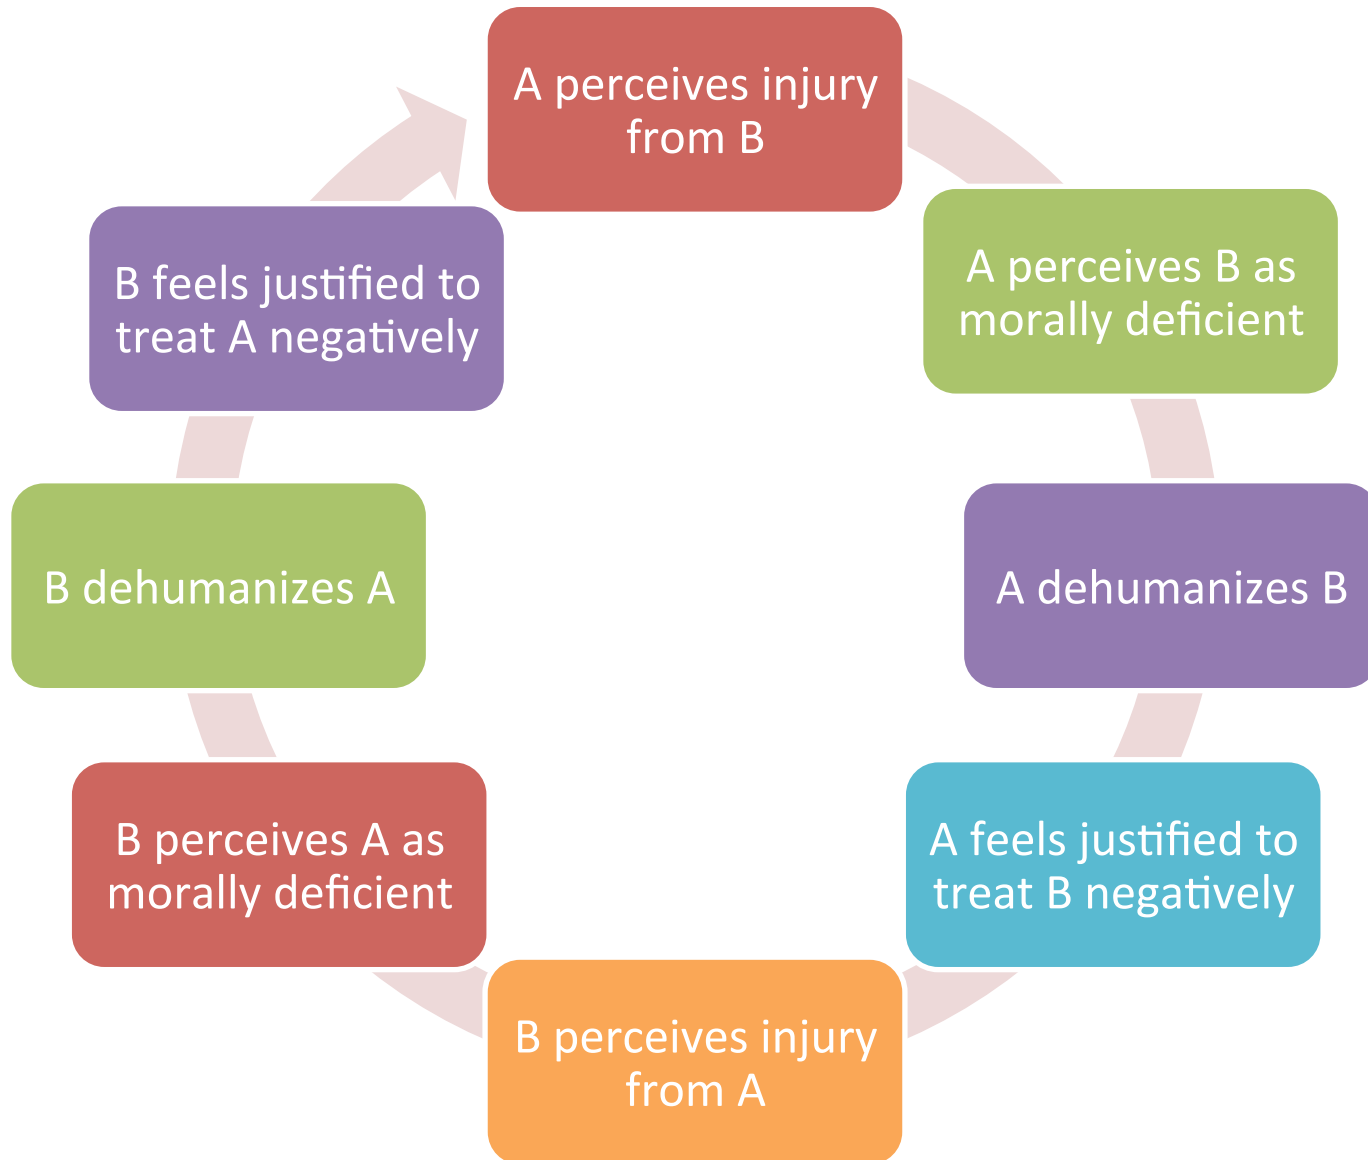 A perceives injury
from B
A perceives B as
morally deficient
A dehumanizes B
A feels justified to
treat B negatively
B perceives injury
from A
B perceives A as
morally deficient
B dehumanizes A
B feels justified to
treat A negatively